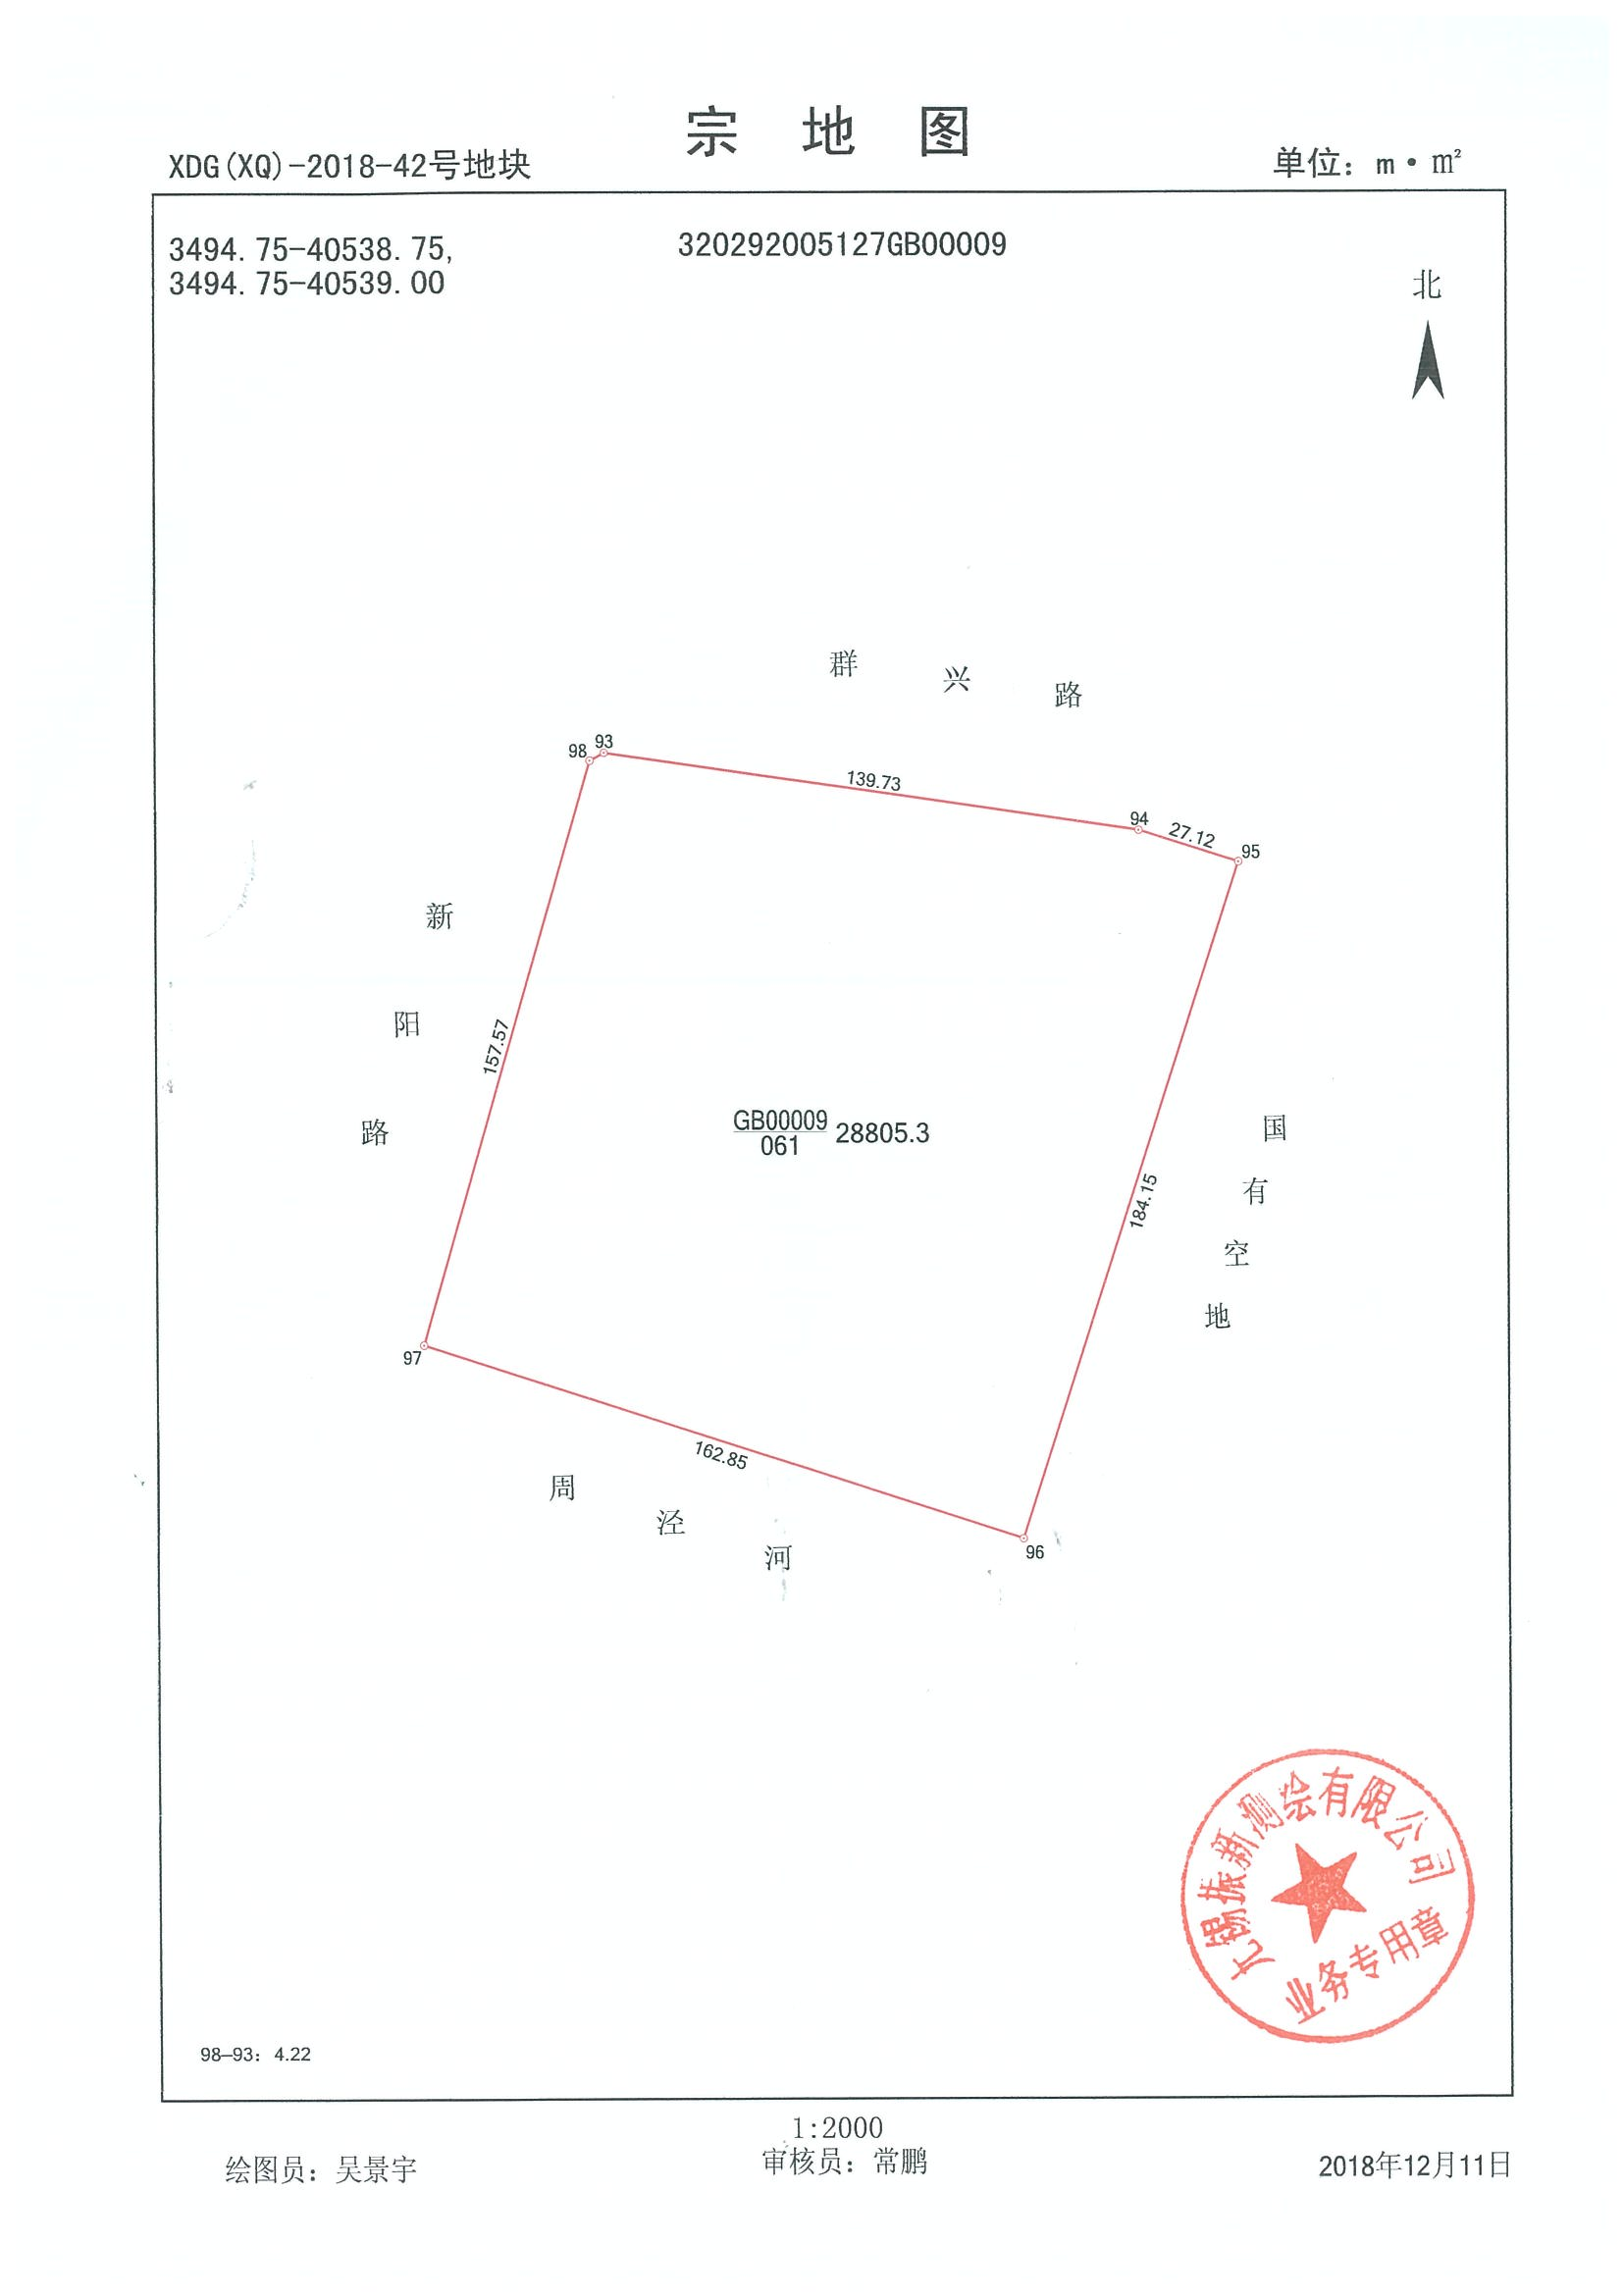 宗地图
XDG(XQ)-2018-42号地块
单位：m·㎡
3494.75-40538.75,
3494.75-40539.00
320292005127GB00009
北
群兴路
98
93
139.73
94
27.12
95
新阳路
157.57
GB00009
061
28805.3
国有空地
184.15
97
162.85
周泾河
96
无锡振新测绘有限公司
业务专用章
98—93：4.22
1:2000
绘图员：吴景宇
审核员：常鹏
2018年12月11日